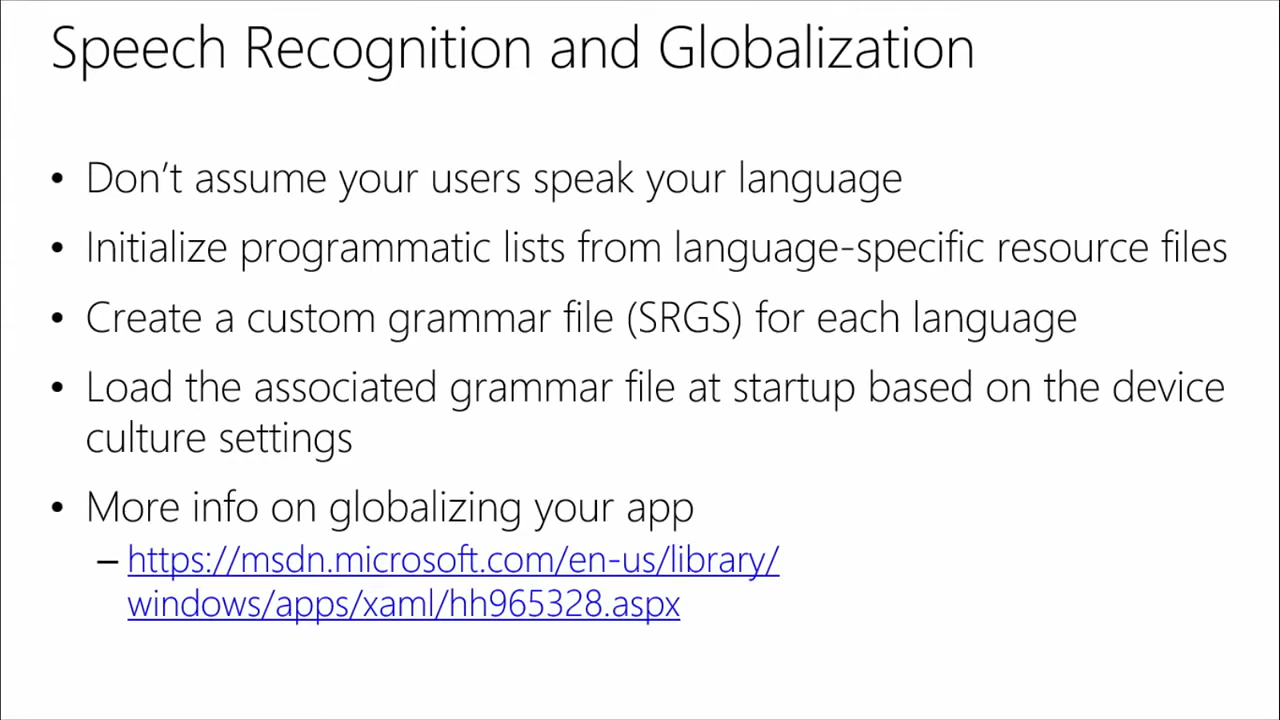 Speech Recognition and Globalization
• Don't assume your users speak your language
• Initialize programmatic lists from language-specific resource files
• Create a custom grammar file (SRGS) for each language
• Load the associated grammar file at startup based on the device
culture settings
• More info on globalizing your app
– https://msdn.microsoft.com/en-us/library/
windows/apps/xaml/hh965328.aspx